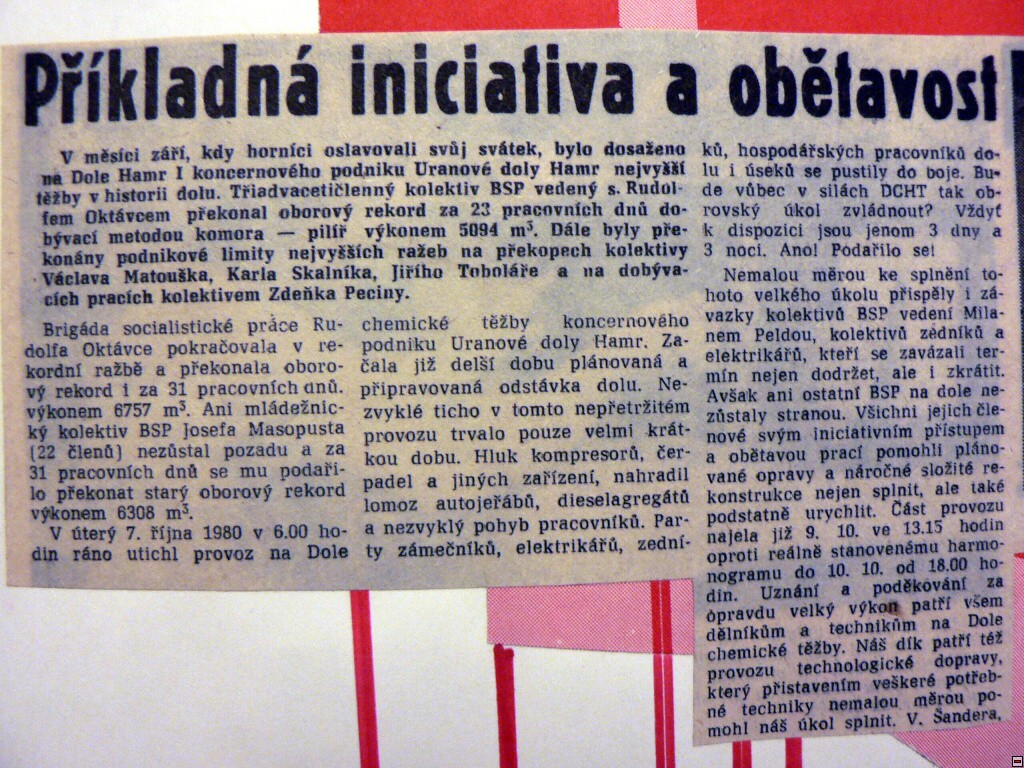 Příkladná iniciativa a obětavost
V měsíci září, kdy horníci oslavovali svůj svátek, bylo dosaženo
na Dole Hamr I koncernového podniku Uranové doly Hamr nejvyšší
těžby v historii dolu. Třiadvacetičlenný kolektiv BSP vedený s. Rudol-
fem Oktávcem překonal oborový rekord za 23 pracovních dnů do-
bývací metodou komora — pilíř výkonem 5094 m³. Dále byly pře-
konány podnikové limity nejvyšších ražeb na překopech kolektivy
Václava Matouška, Karla Skalníka, Jiřího Toboláře a na dobýva-
cích pracích kolektivem Zdeňka Peciny.
Brigáda socialistické práce Ru-
dolfa Oktávce pokračovala v re-
kordní ražbě a překonala oboro-
vý rekord i za 31 pracovních dnů.
výkonem 6757 m³. Ani mládežnic-
ký kolektiv BSP Josefa Masopusta
(22 členů) nezůstal pozadu a za
31 pracovních dnů se mu podaři-
lo překonat starý oborový rekord
výkonem 6308 m³.
V úterý 7. října 1980 v 6.00 ho-
din ráno utichl provoz na Dole
chemické těžby koncernového
podniku Uranové doly Hamr. Za-
čala již delší dobu plánovaná a
připravovaná odstávka dolu. Ne-
zvyklé ticho v tomto nepřetržitém
provozu trvalo pouze velmi krát-
kou dobu. Hluk kompresorů, čer-
padel a jiných zařízení, nahradil
lomoz autojeřábů, dieselagregátů
a nezvyklý pohyb pracovníků. Par-
ty zámečníků, elektrikářů, zední-
ků, hospodářských pracovníků do-
lu i úseků se pustily do boje. Bu-
de vůbec v silách DCHT tak ob-
rovský úkol zvládnout? Vždyť
k dispozici jsou jenom 3 dny a
3 noci. Ano! Podařilo se!
Nemalou měrou ke splnění to-
hoto velkého úkolu přispěly i zá-
vazky kolektivů BSP vedení Mila-
nem Peldou, kolektivů zedníků a
elektrikářů, kteří se zavázali ter-
mín nejen dodržet, ale i zkrátit.
Avšak ani ostatní BSP na dole ne-
zůstaly stranou. Všichni jejich čle-
nové svým iniciativním přístupem
a obětavou prací pomohli pláno-
vané opravy a náročné složité re-
konstrukce nejen splnit, ale také
podstatně urychlit. Část provozu
najela již 9. 10. ve 13.15 hodin
oproti reálně stanovenému harmo-
nogramu do 10. 10. od 18.00 ho-
din. Uznání a poděkování za
opravdu velký výkon patří všem
dělníkům a technikům na Dole
chemické těžby. Náš dík patří též
provozu technologické dopravy,
který přistavením veškeré potřeb-
né techniky nemalou měrou po-
mohl náš úkol splnit. V. Šandera,